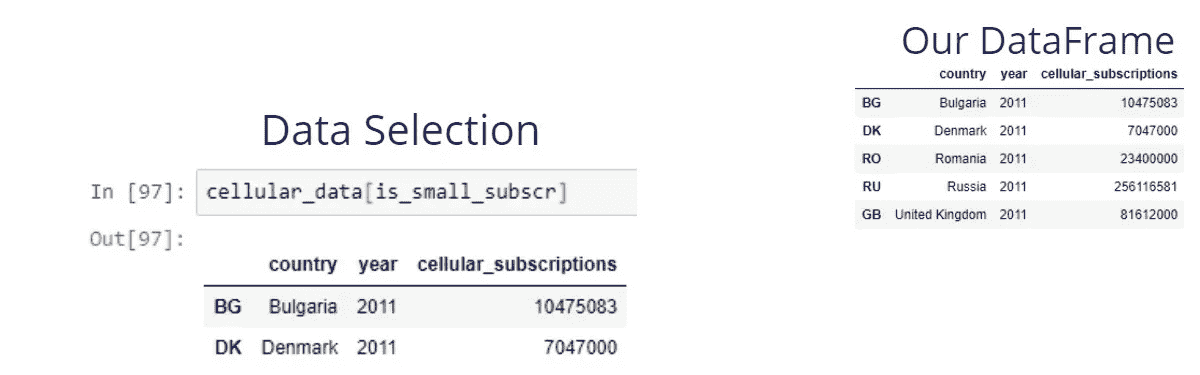 Our DataFrame
country year cellular_subscriptions
BG Bulgaria 2011 10475083
DK Denmark 2011 7047000
RO Romania 2011 23400000
RU Russia 2011 256116581
GB United Kingdom 2011 81612000
Data Selection
In [97]: cellular_data[is_small_subscr]
Out[97]:
country year cellular_subscriptions
BG Bulgaria 2011 10475083
DK Denmark 2011 7047000